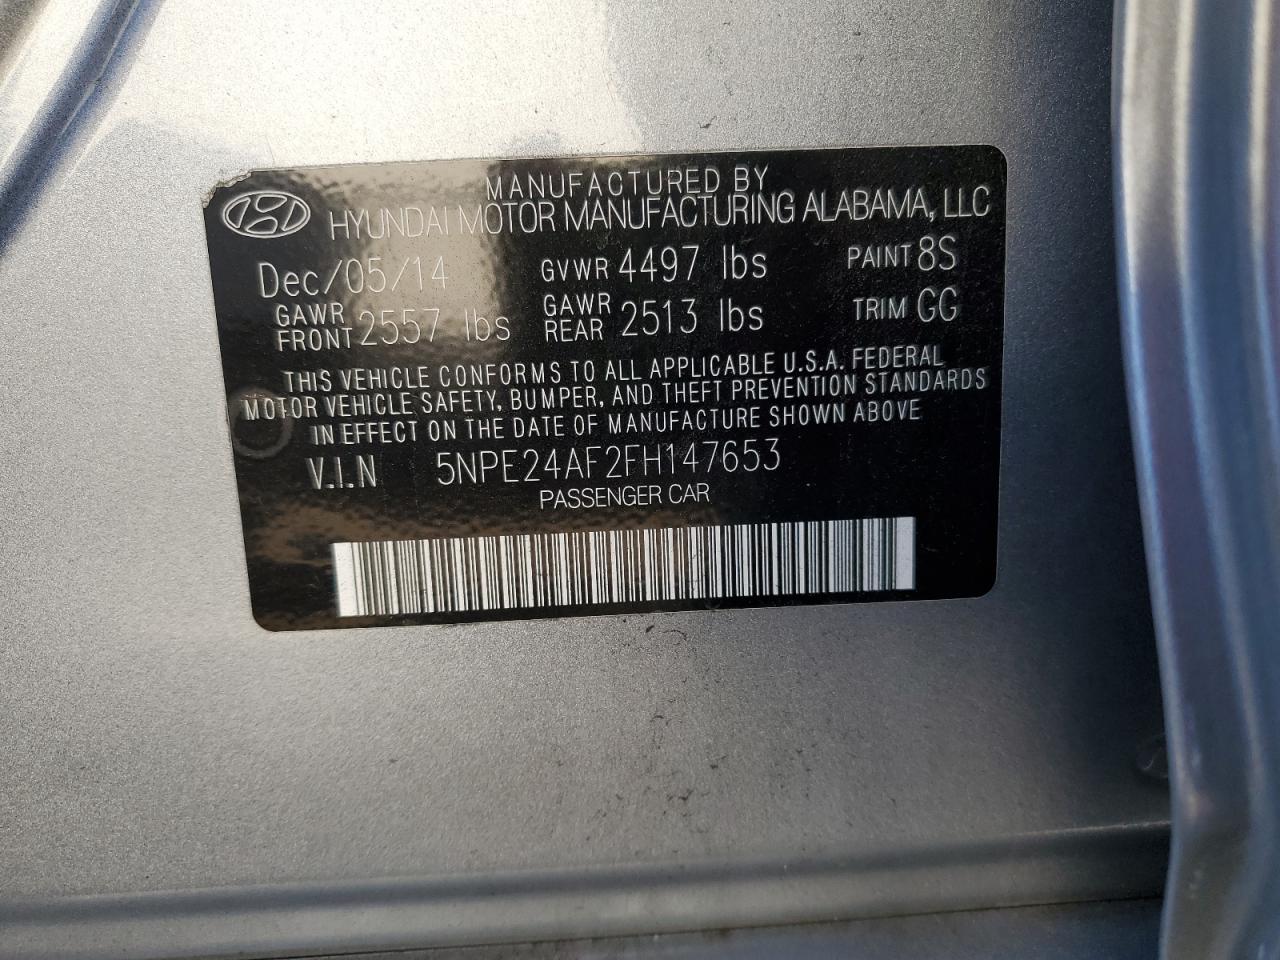 MANUFACTURED BY
HYUNDAI MOTOR MANUFACTURING ALABAMA, LLC
Dec/05/14 GVWR 4497 lbs PAINT 8S
GAWR FRONT 2557 lbs GAWR REAR 2513 lbs TRIM GG
THIS VEHICLE CONFORMS TO ALL APPLICABLE U.S.A. FEDERAL
MOTOR VEHICLE SAFETY, BUMPER, AND THEFT PREVENTION STANDARDS
IN EFFECT ON THE DATE OF MANUFACTURE SHOWN ABOVE
V.I.N 5NPE24AF2FH147653
PASSENGER CAR